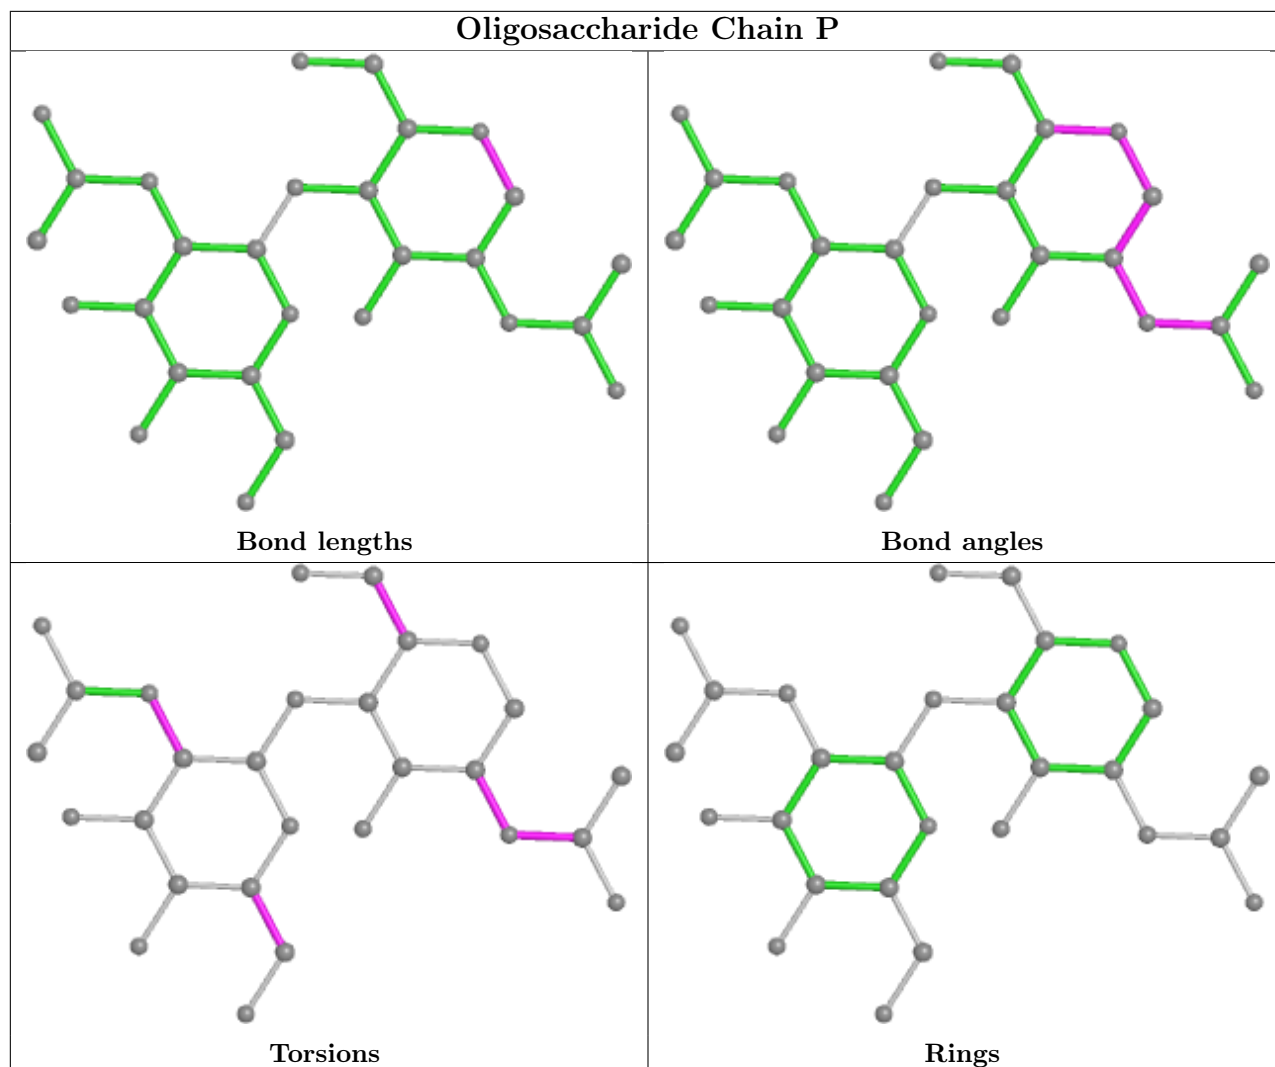 Oligosaccharide Chain P
Bond lengths
Bond angles
Torsions
Rings